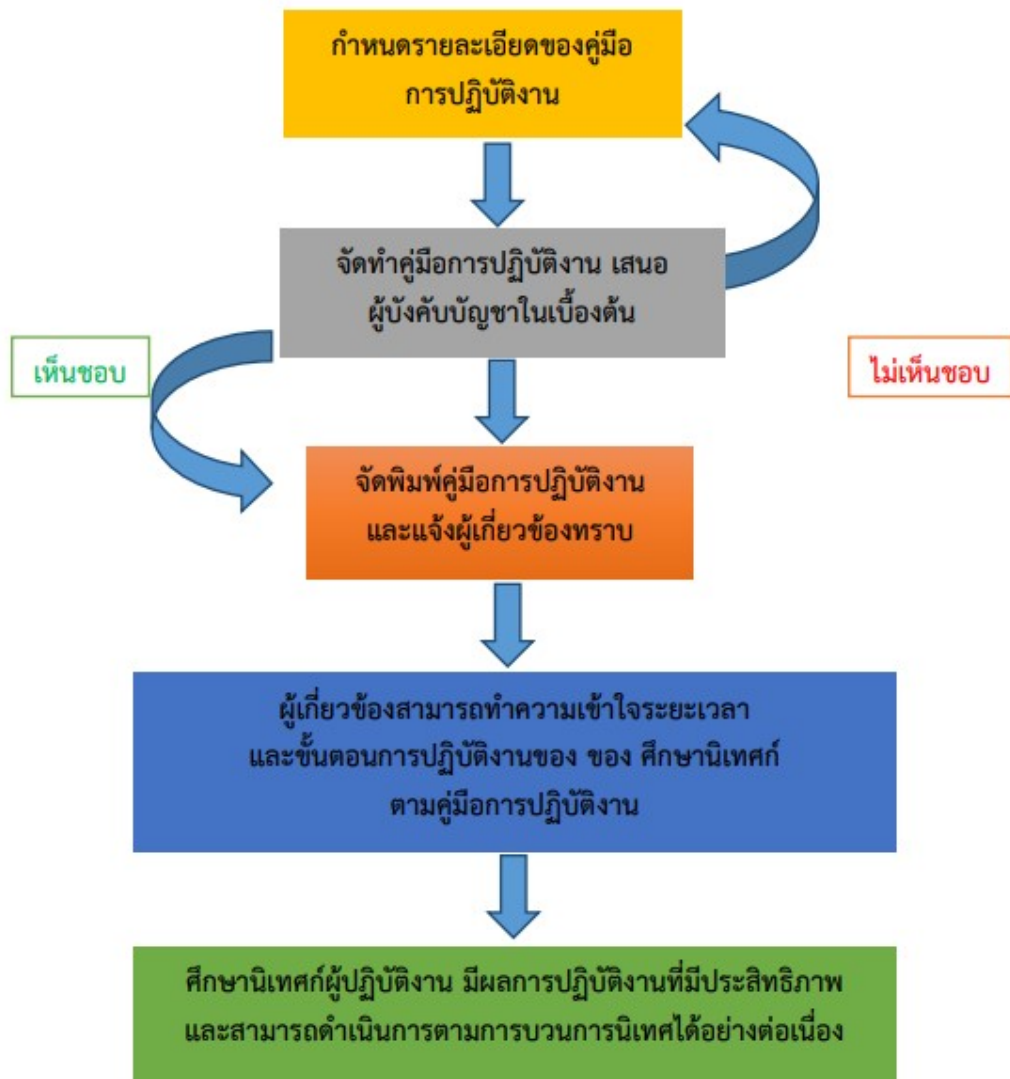 กำหนดรายละเอียดของคู่มือ
การปฏิบัติงาน
จัดทำคู่มือการปฏิบัติงาน เสนอ
ผู้บังคับบัญชาในเบื้องต้น
เห็นชอบ
ไม่เห็นชอบ
จัดพิมพ์คู่มือการปฏิบัติงาน
และแจ้งผู้เกี่ยวข้องทราบ
ผู้เกี่ยวข้องสามารถทำความเข้าใจระยะเวลา
และขั้นตอนการปฏิบัติงานของ ของ ศึกษานิเทศก์
ตามคู่มือการปฏิบัติงาน
ศึกษานิเทศก์ผู้ปฏิบัติงาน มีผลการปฏิบัติงานที่มีประสิทธิภาพ
และสามารถดำเนินการตามการบวนการนิเทศได้อย่างต่อเนื่อง